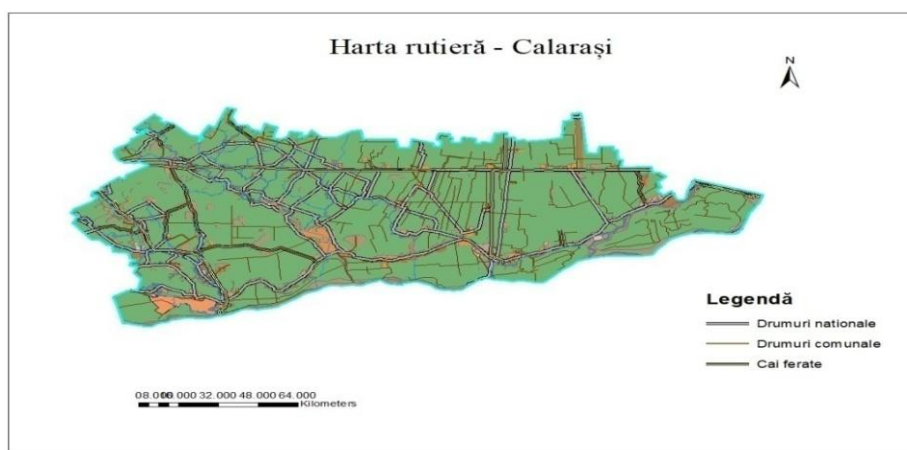 Harta rutieră - Calarași
N
Legendă
Drumuri nationale
Drumuri comunale
Cai ferate
32.000 48.000 64.000
Kilometers